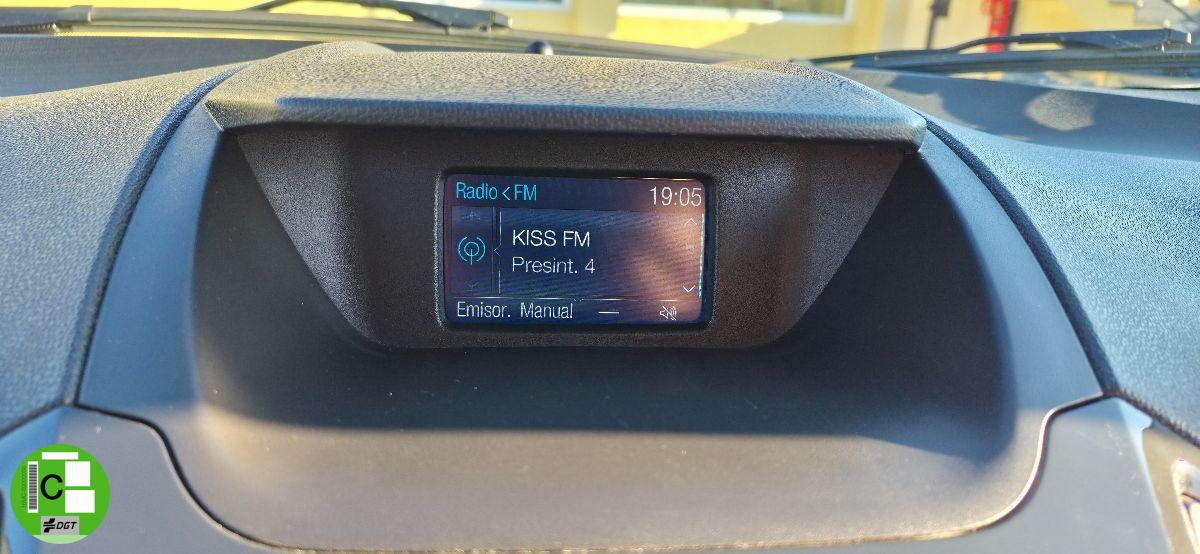 Radio < FM 19:05
KISS FM
Presint. 4
Emisor. Manual —
C
DGT